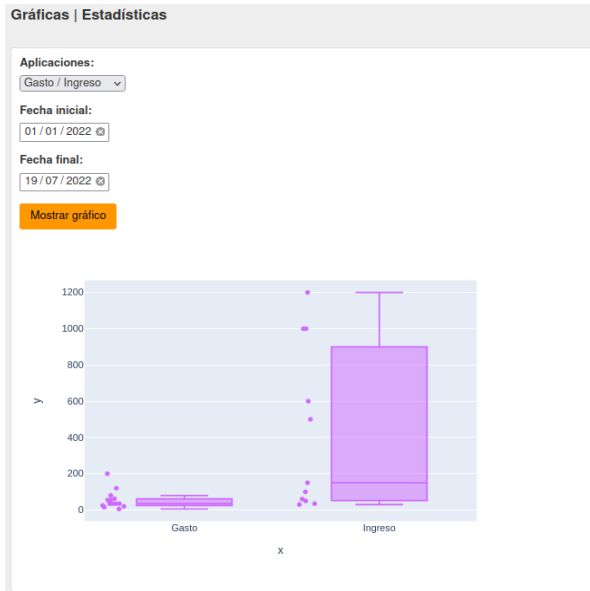 Gráficas | Estadísticas
Aplicaciones:
Gasto / Ingreso
Fecha inicial:
01 / 01 / 2022
Fecha final:
19 / 07 / 2022
Mostrar gráfico
1200
1000
800
600
400
200
0
y
Gasto Ingreso
x